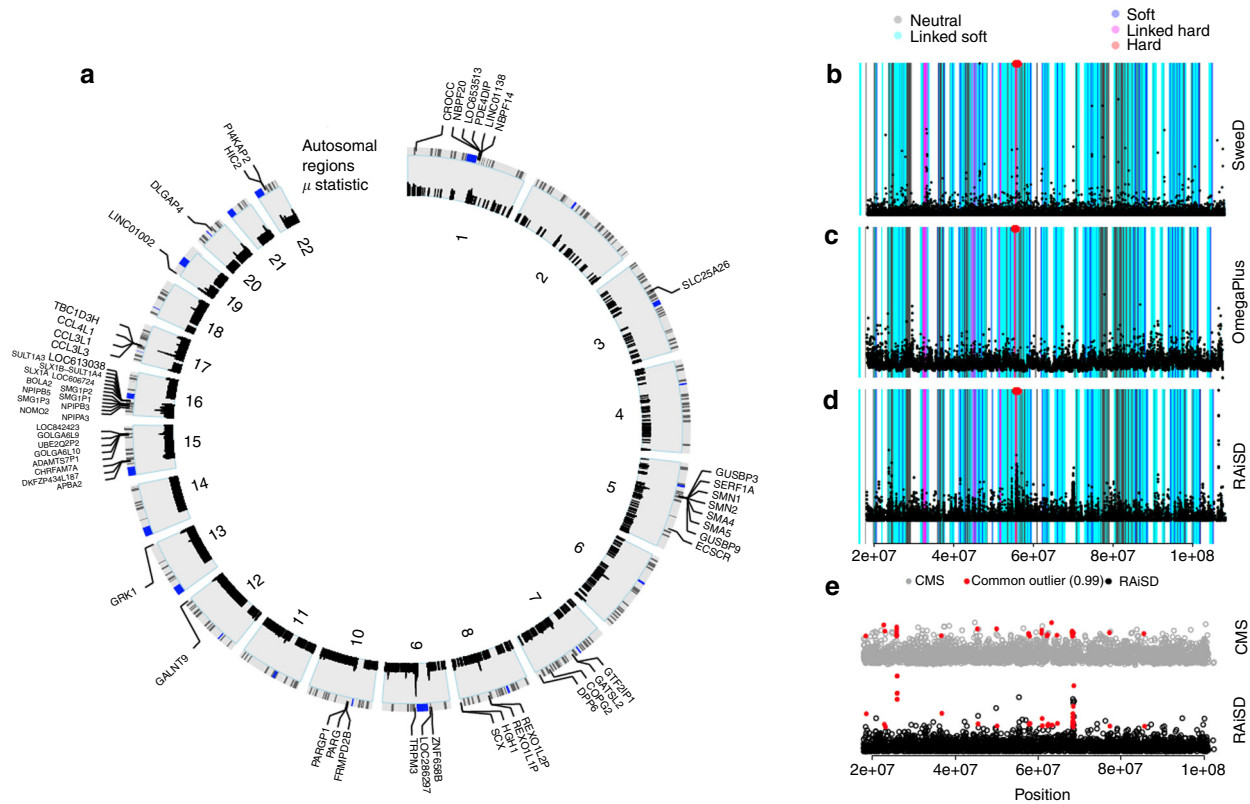 a
Autosomal
regions
μ statistic
CROCC
NBPF20
LOC653513
PDE4DIP
LINC01138
NBPF14
SLC25A26
GUSBP3
SERF1A
SMN1
SMN2
SMA4
SMA5
GUSBP9
ECSCR
GTF2IP1
GATSL2
COPG2
DPP6
REXO1L2P
REXO1L1P
HGH1
SCX
ZNF658B
LOC286297
TRPM3
FRMPD2B
PARG
PARGP1
GALNT9
GRK1
LOC842423
GOLGA6L9
UBE2Q2P2
GOLGA6L10
ADAMTS7P1
CHRFAM7A
DKFZP434L187
APBA2
TBC1D3H
CCL4L1
CCL3L1
CCL3L3
SULT1A3 LOC613038
SLX1B–SULT1A4
SLX1A LOC606724
BOLA2 SMG1P2
NPIPB5 SMG1P1
SMG1P3 NPIPB3
NOMO2 NPIPA3
LINC01002
DLGAP4
PI4KAP2
HIC2
1
2
3
4
5
6
7
8
9
10
11
12
13
14
15
16
17
18
19
20
21
22
Neutral
Linked soft
Soft
Linked hard
Hard
b
SweeD
c
OmegaPlus
d
RAiSD
2e+07 4e+07 6e+07 8e+07 1e+08
CMS Common outlier (0.99) RAiSD
e
CMS
RAiSD
2e+07 4e+07 6e+07 8e+07 1e+08
Position